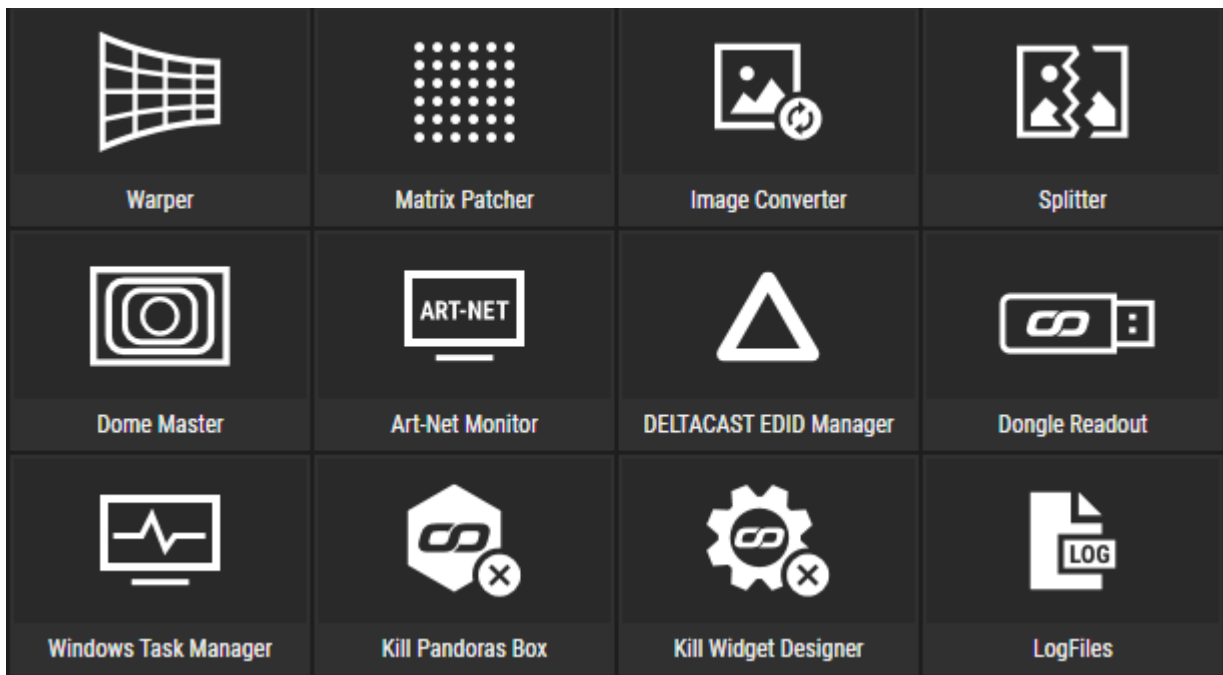 Warper
Matrix Patcher
Image Converter
Splitter
ART-NET
Dome Master
Art-Net Monitor
DELTACAST EDID Manager
Dongle Readout
LOG
Windows Task Manager
Kill Pandoras Box
Kill Widget Designer
LogFiles